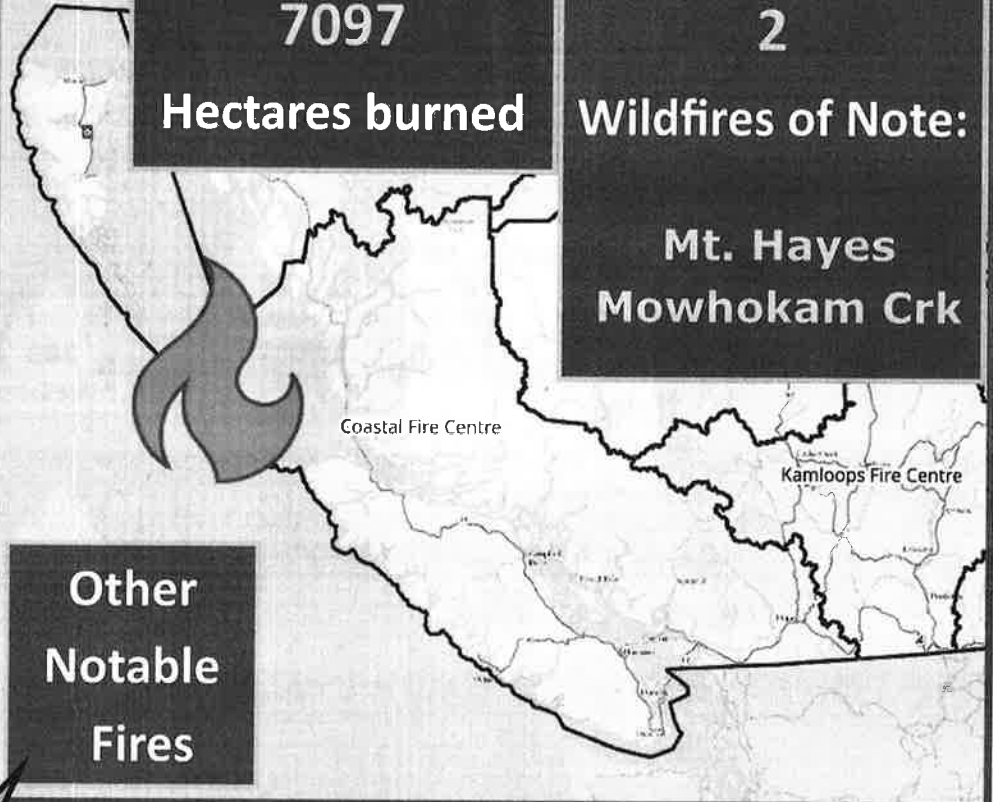 7097
Hectares burned
2
Wildfires of Note:
Mt. Hayes
Mowhokam Crk
Coastal Fire Centre
Kamloops Fire Centre
Other
Notable
Fires